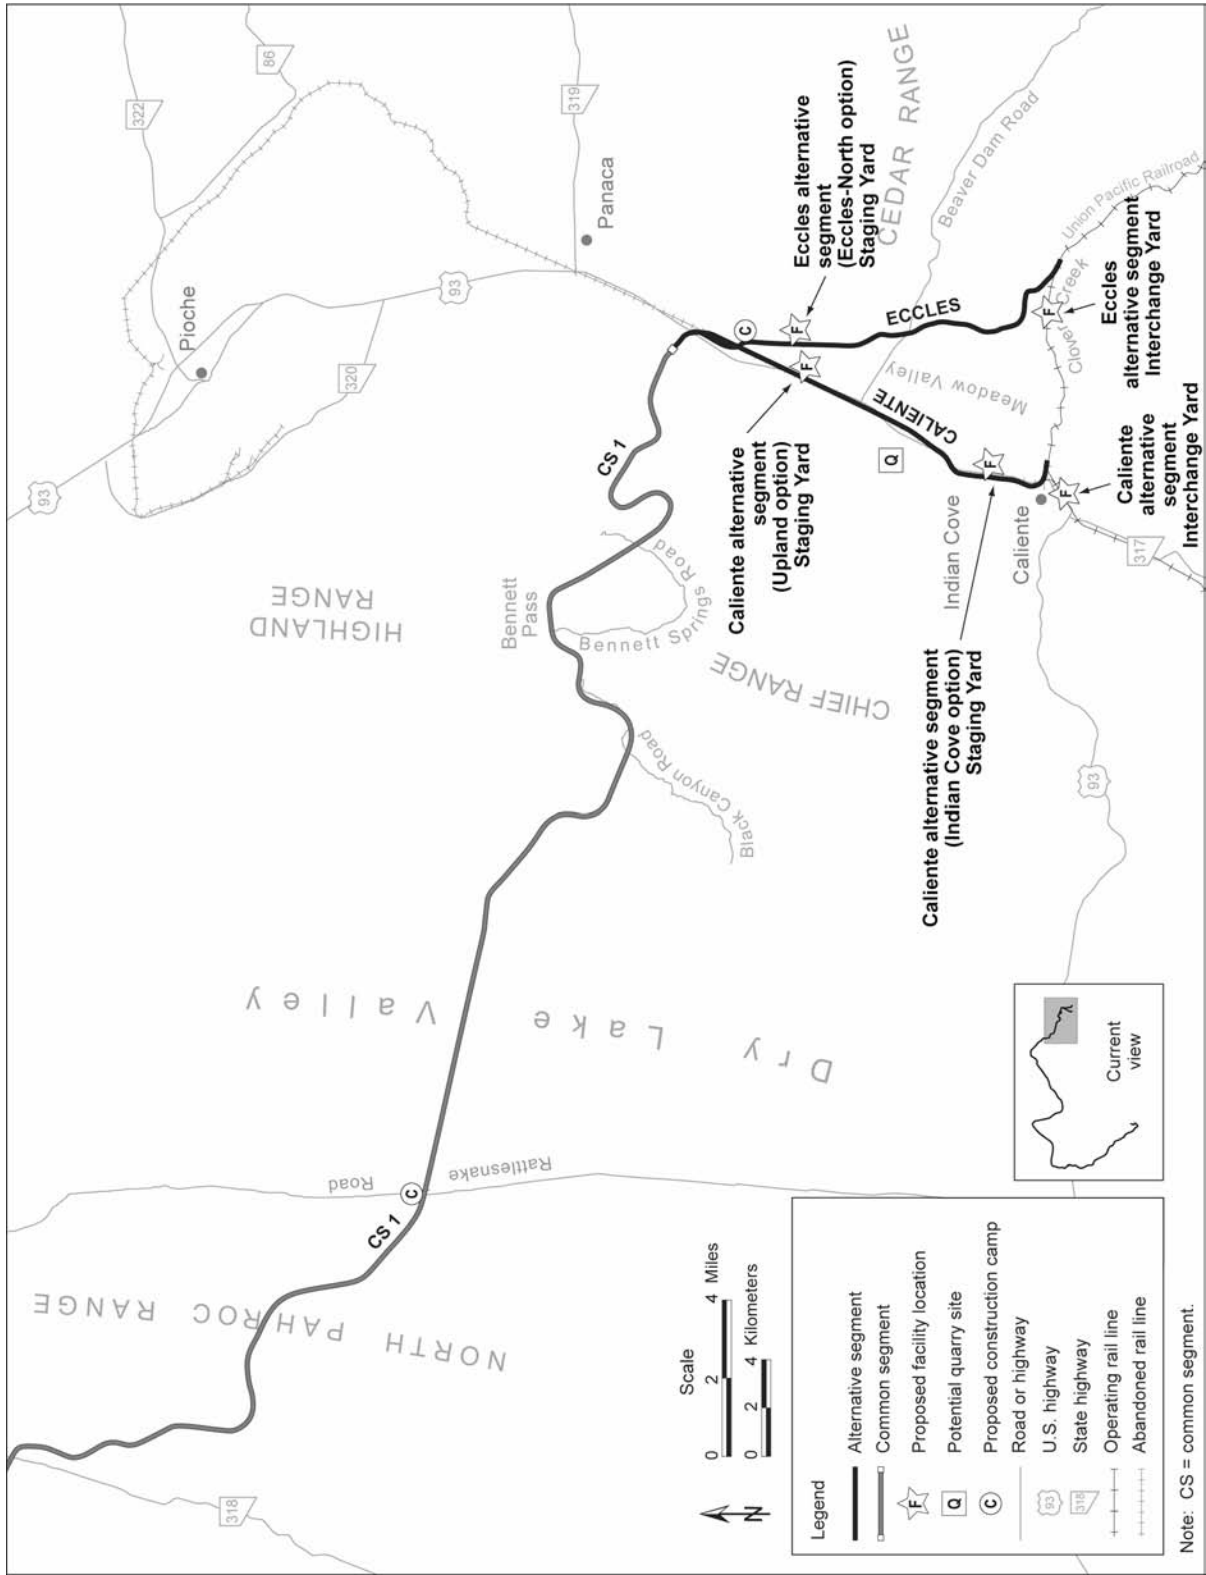 322
86
319
Panaca
Pioche
93
320
93
CEDAR RANGE
Eccles alternative
segment
(Eccles-North option)
Staging Yard
Beaver Dam Road
Union Pacific Railroad
C
F
ECCLES
F
Clover Creek
Eccles
alternative segment
Interchange Yard
F
CALIENTE
Meadow Valley
Q
F
F
Caliente
alternative
segment
Interchange Yard
CS 1
Caliente alternative
segment
(Upland option)
Staging Yard
Indian Cove
Caliente
317
HIGHLAND
RANGE
Bennett
Pass
Bennett Springs Road
CHIEF RANGE
Black Canyon Road
Caliente alternative segment
(Indian Cove option)
Staging Yard
93
Dry Lake Valley
Rattlesnake
Road
C
CS 1
NORTH PAHROC RANGE
318
Current
view
Scale
0 2 4 Miles
0 2 4 Kilometers
N
Legend
Alternative segment
Common segment
F Proposed facility location
Q Potential quarry site
C Proposed construction camp
Road or highway
93 U.S. highway
318 State highway
Operating rail line
Abandoned rail line
Note: CS = common segment.